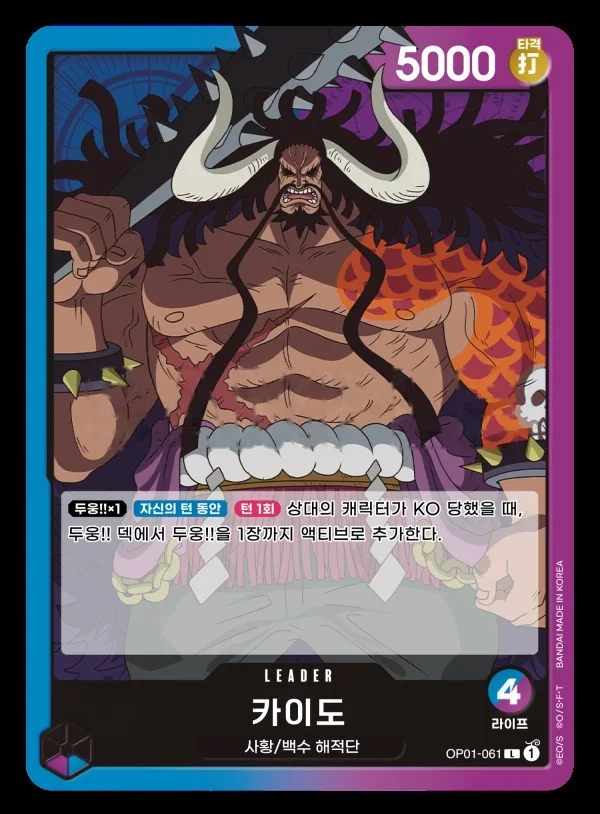 5000
타격
打
두웅!!×1 자신의 턴 동안 턴 1회 상대의 캐릭터가 KO 당했을 때,
두웅!! 덱에서 두웅!!을 1장까지 액티브로 추가한다.
LEADER
카이도
사황/백수 해적단
4
라이프
OP01-061 L 1
©EO/S ©O/S·F·T BANDAI MADE IN KOREA